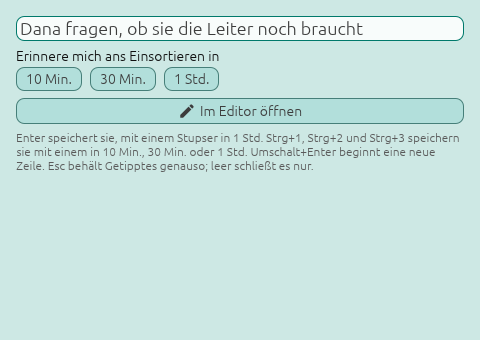 Dana fragen, ob sie die Leiter noch braucht
Erinnere mich ans Einsortieren in
10 Min. 30 Min. 1 Std.
Im Editor öffnen
Enter speichert sie, mit einem Stupser in 1 Std. Strg+1, Strg+2 und Strg+3 speichern
sie mit einem in 10 Min., 30 Min. oder 1 Std. Umschalt+Enter beginnt eine neue
Zeile. Esc behält Getipptes genauso; leer schließt es nur.